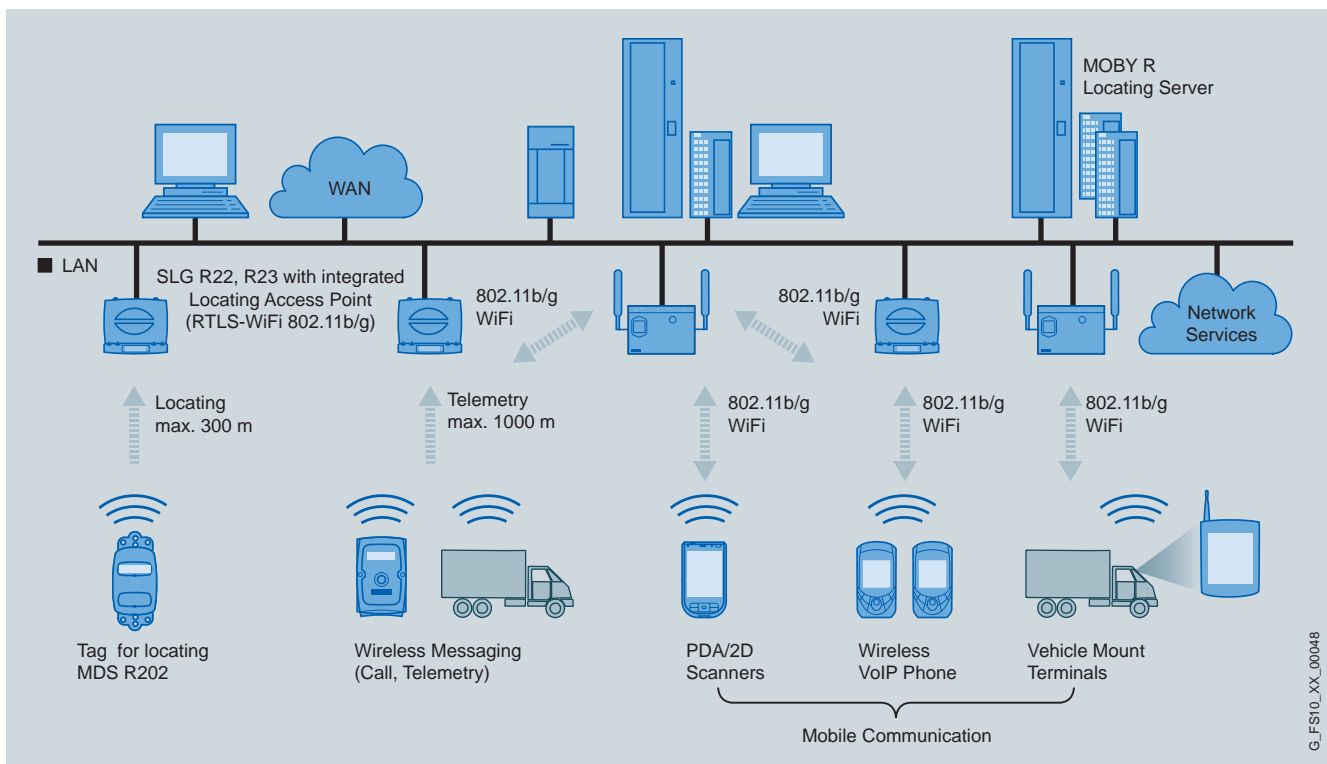 MOBY R
Locating Server
WAN
LAN
SLG R22, R23 with integrated
Locating Access Point
(RTLS-WiFi 802.11b/g)
802.11b/g
WiFi
802.11b/g
WiFi
Network
Services
Locating
max. 300 m
Telemetry
max. 1000 m
802.11b/g
WiFi
802.11b/g
WiFi
802.11b/g
WiFi
Tag for locating
MDS R202
Wireless Messaging
(Call, Telemetry)
PDA/2D
Scanners
Wireless
VoIP Phone
Vehicle Mount
Terminals
Mobile Communication
G_FS10_XX_00048